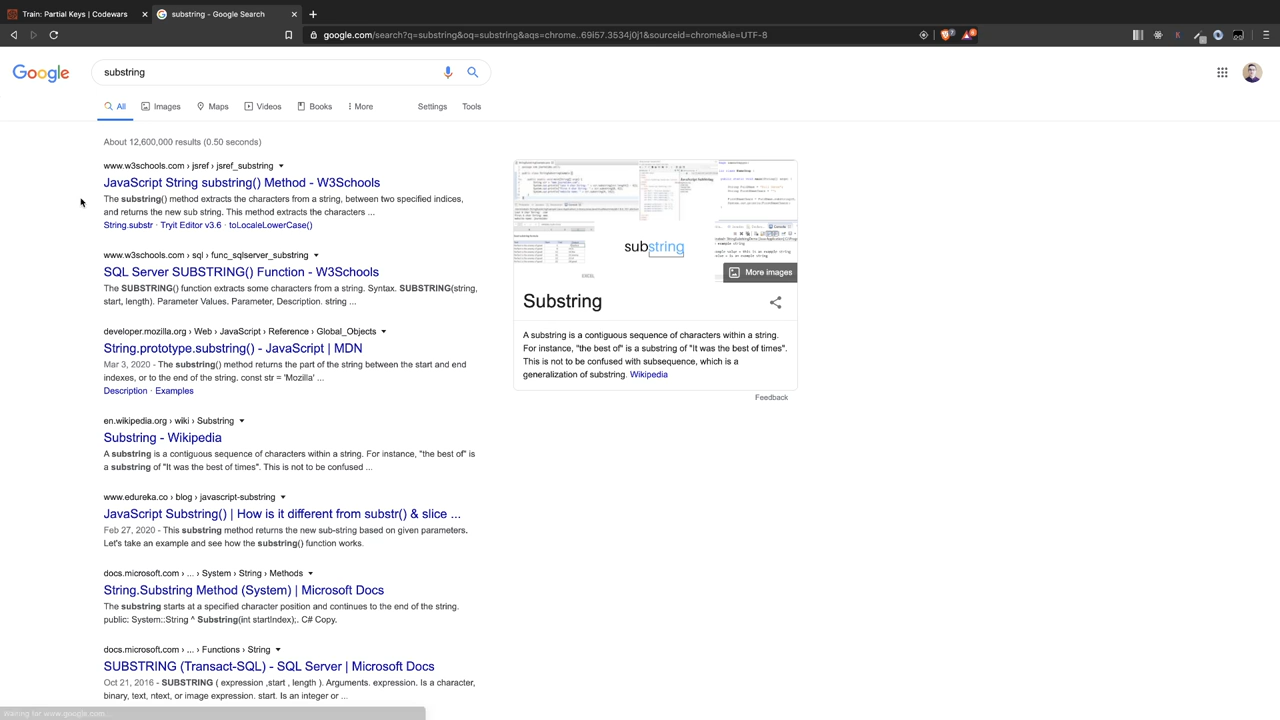 Train: Partial Keys | Codewars
substring - Google Search
google.com/search?q=substring&oq=substring&aqs=chrome..69i57.3534j0j1&sourceid=chrome&ie=UTF-8
Google
substring
All
Images
Maps
Videos
Books
More
Settings
Tools
About 12,600,000 results (0.50 seconds)
www.w3schools.com › jsref › jsref_substring
JavaScript String substring() Method - W3Schools
The substring() method extracts the characters from a string, between two specified indices,
and returns the new sub string. This method extracts the characters ...
String.substr · Tryit Editor v3.6 · toLocaleLowerCase()
www.w3schools.com › sql › func_sqlserver_substring
SQL Server SUBSTRING() Function - W3Schools
The SUBSTRING() function extracts some characters from a string. Syntax. SUBSTRING(string,
start, length). Parameter Values. Parameter, Description. string ...
developer.mozilla.org › Web › JavaScript › Reference › Global_Objects
String.prototype.substring() - JavaScript | MDN
Mar 3, 2020 - The substring() method returns the part of the string between the start and end
indexes, or to the end of the string. const str = 'Mozilla' ...
Description · Examples
en.wikipedia.org › wiki › Substring
Substring - Wikipedia
A substring is a contiguous sequence of characters within a string. For instance, "the best of" is
a substring of "It was the best of times". This is not to be confused ...
www.edureka.co › blog › javascript-substring
JavaScript Substring() | How is it different from substr() & slice ...
Feb 27, 2020 - This substring method returns the new sub-string based on given parameters.
Let's take an example and see how the substring() function works.
docs.microsoft.com › ... › System › String › Methods
String.Substring Method (System) | Microsoft Docs
The substring starts at a specified character position and continues to the end of the string.
public: System::String ^ Substring(int startIndex);. C# Copy.
docs.microsoft.com › ... › Functions › String
SUBSTRING (Transact-SQL) - SQL Server | Microsoft Docs
Oct 21, 2016 - SUBSTRING ( expression ,start , length ). Arguments. expression. Is a character,
binary, text, ntext, or image expression. start. Is an integer or ...
substring
More images
Substring
A substring is a contiguous sequence of characters within a string.
For instance, "the best of" is a substring of "It was the best of times".
This is not to be confused with subsequence, which is a
generalization of substring. Wikipedia
Feedback
Waiting for www.google.com...